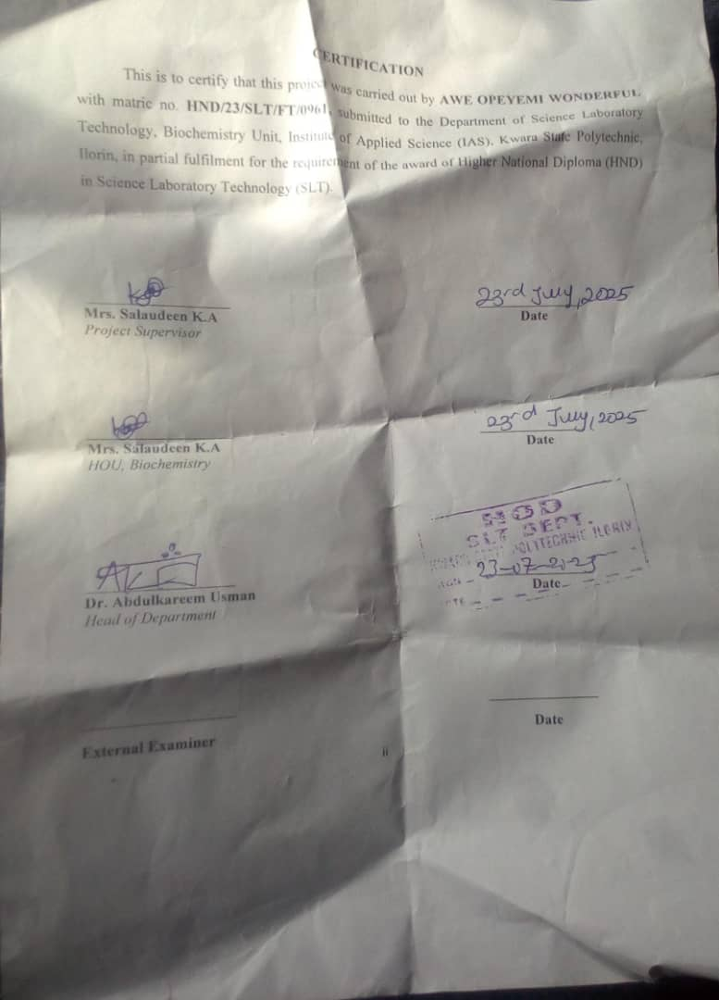 CERTIFICATION
This is to certify that this project was carried out by AWE OPEYEMI WONDERFUL
with matric no. HND/23/SLT/FT/0961, submitted to the Department of Science Laboratory
Technology, Biochemistry Unit, Institute of Applied Science (IAS), Kwara State Polytechnic,
Ilorin, in partial fulfilment for the requirement of the award of Higher National Diploma (HND)
in Science Laboratory Technology (SLT).
23rd July, 2025
Mrs. Salaudeen K.A
Date
Project Supervisor
23rd July, 2025
Mrs. Salaudeen K.A
Date
HOU, Biochemistry
HOD
SLT DEPT.
POLYTECHNIC ILORIN
23-07-2025
Dr. Abdulkareem Usman
Date
Head of Department
External Examiner
Date
ii